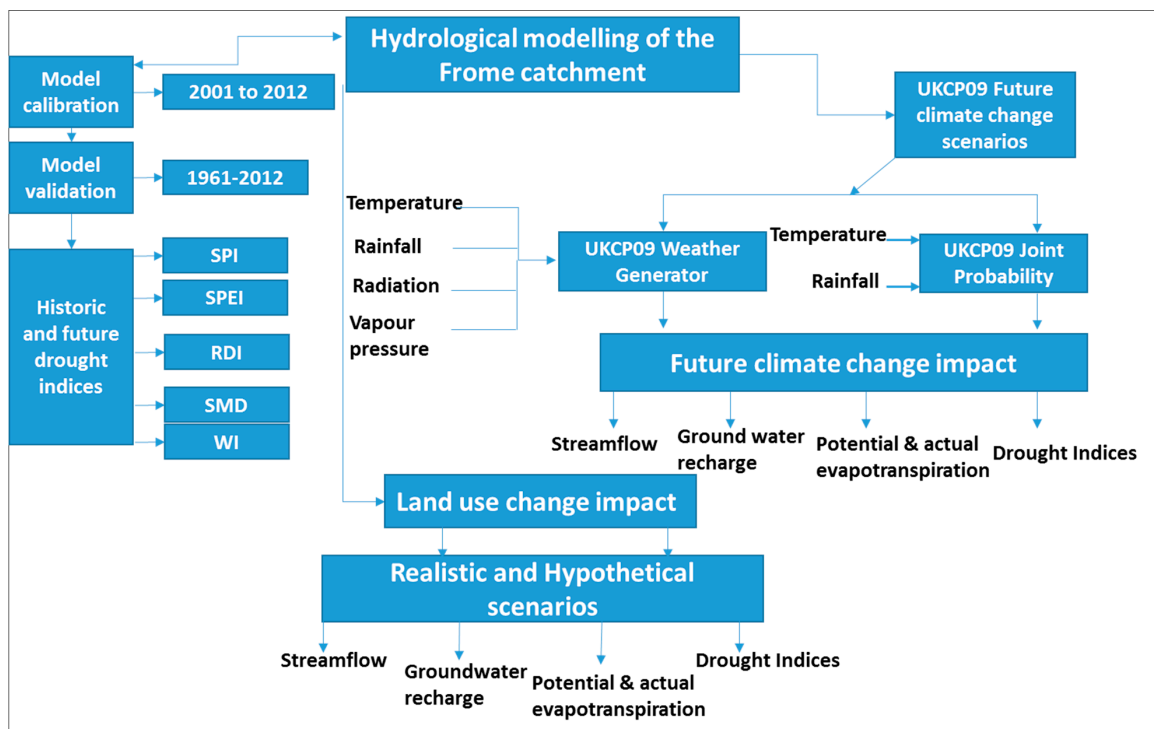 Hydrological modelling of the
Frome catchment
Model
calibration
2001 to 2012
UKCP09 Future
climate change
scenarios
Model
validation
1961-2012
Temperature
Rainfall
Radiation
Vapour
pressure
UKCP09 Weather
Generator
Temperature
Rainfall
UKCP09 Joint
Probability
Historic
and future
drought
indices
SPI
SPEI
RDI
SMD
WI
Future climate change impact
Streamflow
Ground water
recharge
Potential & actual
evapotranspiration
Drought Indices
Land use change impact
Realistic and Hypothetical
scenarios
Streamflow
Groundwater
recharge
Potential & actual
evapotranspiration
Drought Indices